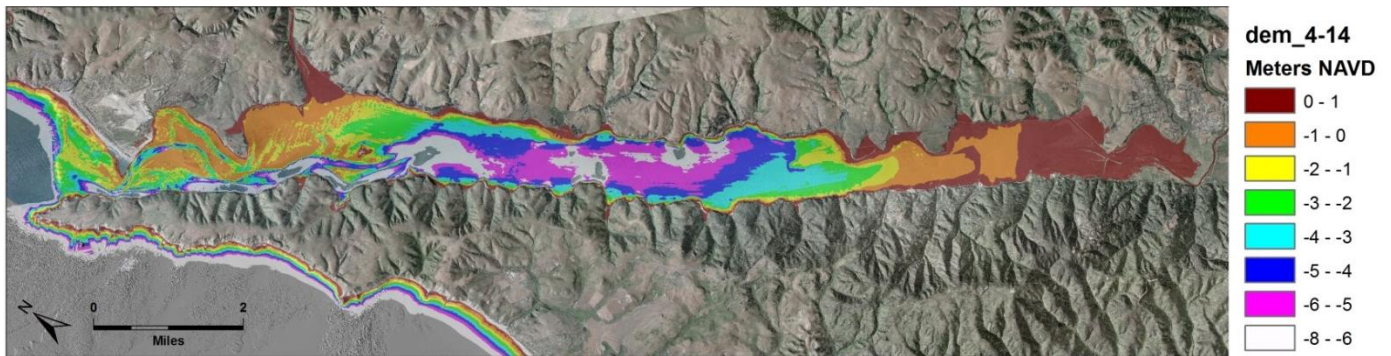 dem_4-14
Meters NAVD
0 - 1
-1 - 0
-2 - -1
-3 - -2
-4 - -3
-5 - -4
-6 - -5
-8 - -6
N
0 2
Miles